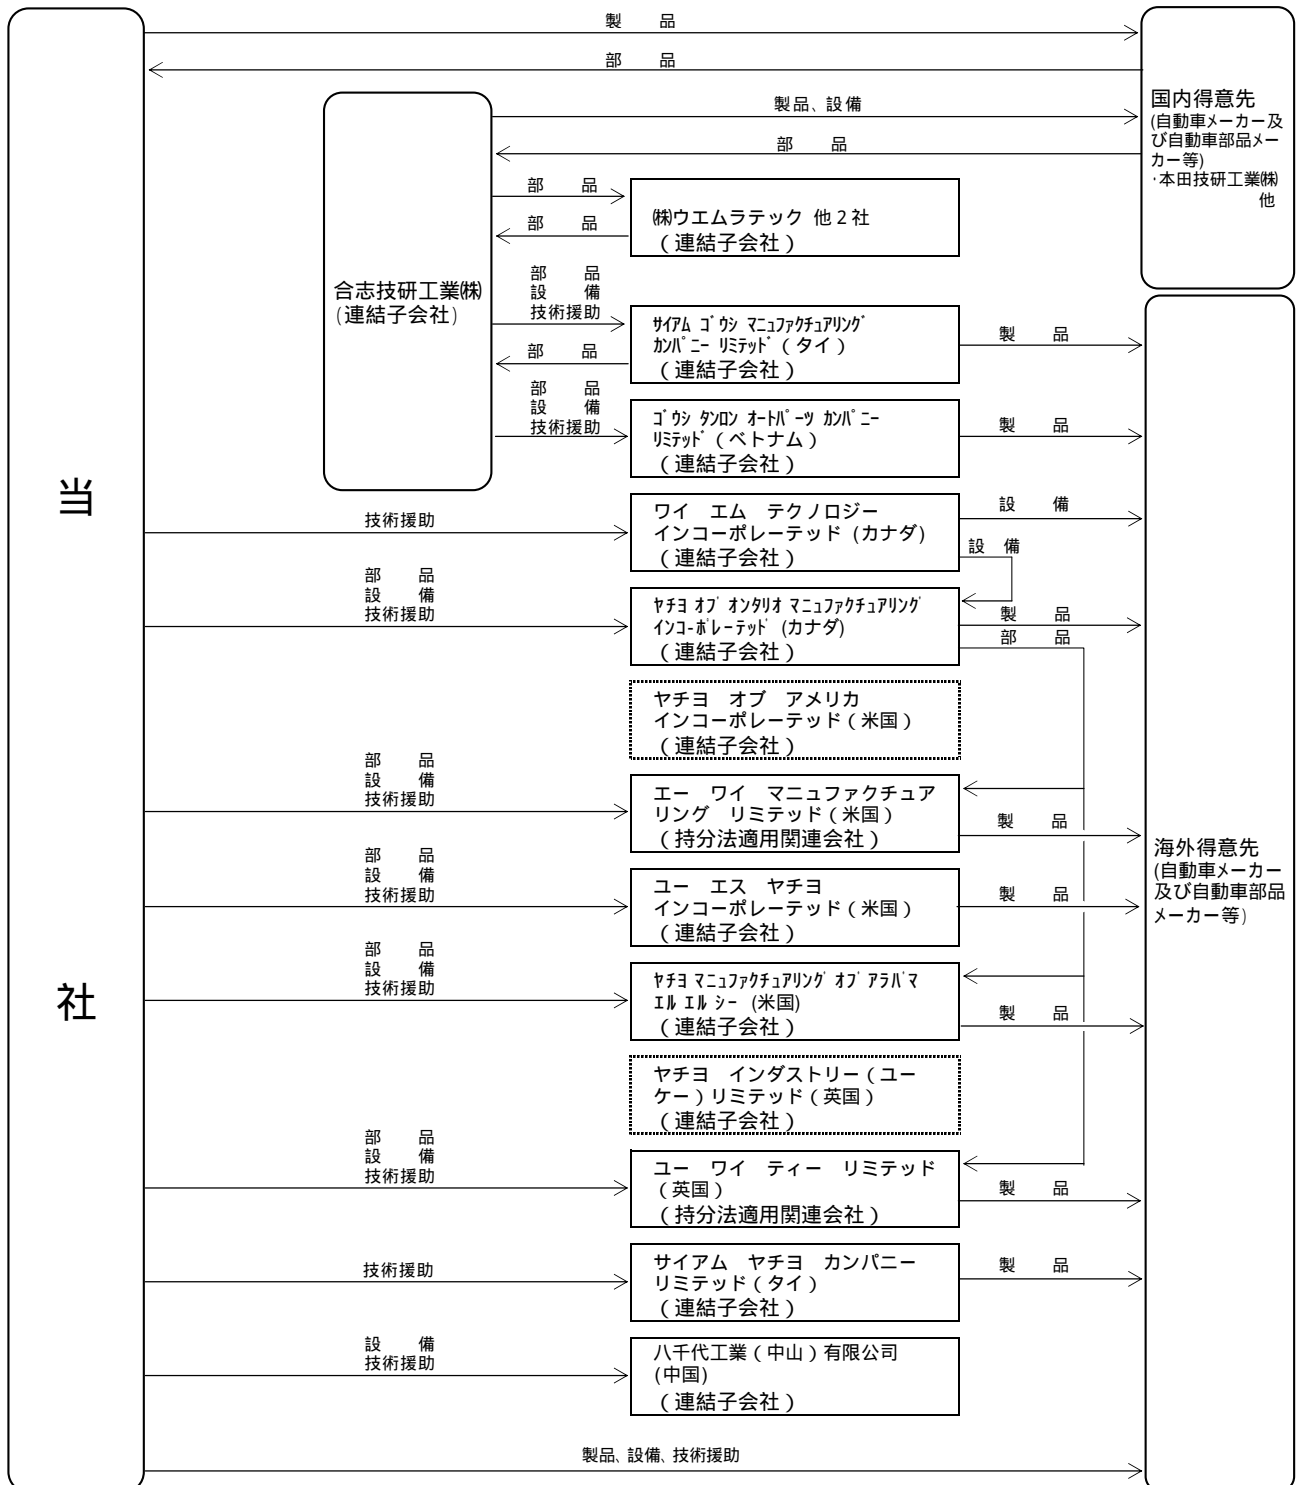 製 品
部 品
製品、設備
部 品
国内得意先
(自動車メーカー及
び自動車部品メー
カー等)
・本田技研工業㈱
他
部 品
部 品
㈱ウエムラテック 他2社
(連結子会社)
合志技研工業㈱
(連結子会社)
部 品
設 備
技術援助
部 品
サイアム ゴウシ マニュファクチュアリング
カンパニー リミテッド(タイ)
(連結子会社)
製 品
部 品
設 備
技術援助
ゴウシ タンロン オートパーツ カンパニー
リミテッド(ベトナム)
(連結子会社)
製 品
当
社
技術援助
ワイ エム テクノロジー
インコーポレーテッド (カナダ)
(連結子会社)
設 備
設 備
部 品
設 備
技術援助
ヤチヨ オブ オンタリオ マニュファクチュアリング
インコーポレーテッド (カナダ)
(連結子会社)
製 品
部 品
ヤチヨ オブ アメリカ
インコーポレーテッド(米国)
(連結子会社)
部 品
設 備
技術援助
エー ワイ マニュファクチュア
リング リミテッド(米国)
(持分法適用関連会社)
製 品
海外得意先
(自動車メーカー
及び自動車部品
メーカー等)
部 品
設 備
技術援助
ユー エス ヤチヨ
インコーポレーテッド(米国)
(連結子会社)
製 品
部 品
設 備
技術援助
ヤチヨ マニュファクチュアリング オブ アラバマ
エル エル シー (米国)
(連結子会社)
製 品
ヤチヨ インダストリー(ユー
ケー)リミテッド(英国)
(連結子会社)
部 品
設 備
技術援助
ユー ワイ ティー リミテッド
(英国)
(持分法適用関連会社)
製 品
技術援助
サイアム ヤチヨ カンパニー
リミテッド(タイ)
(連結子会社)
製 品
設 備
技術援助
八千代工業(中山)有限公司
(中国)
(連結子会社)
製品、設備、技術援助